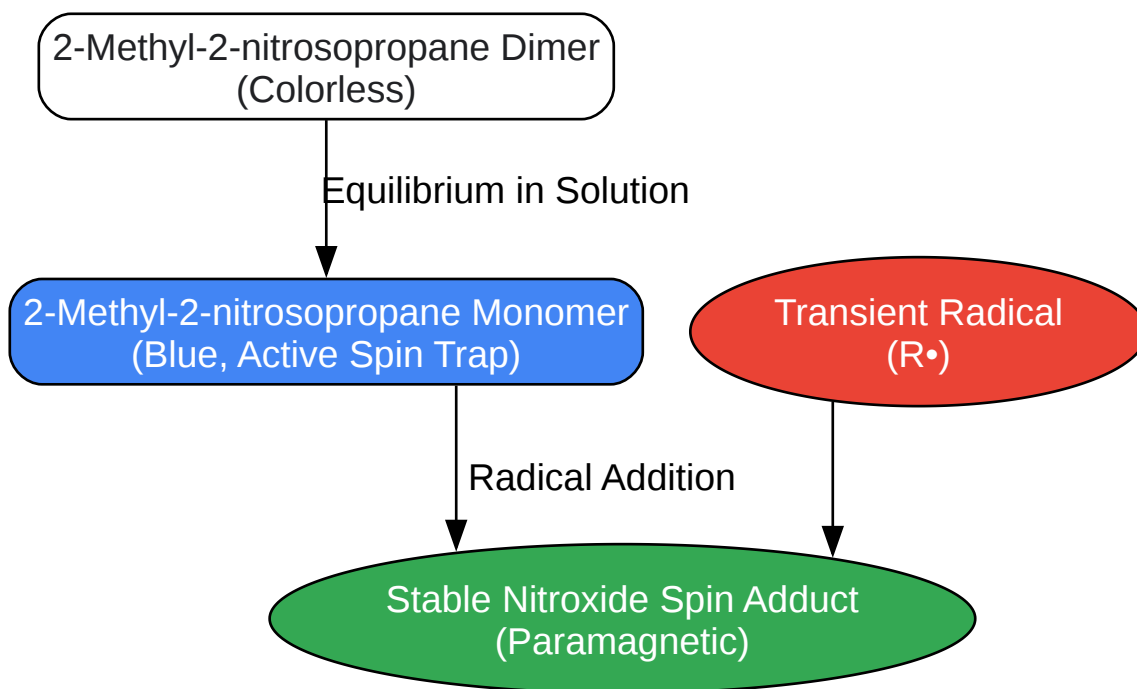 2-Methyl-2-nitrosopropane Dimer
(Colorless)
Equilibrium in Solution
2-Methyl-2-nitrosopropane Monomer
(Blue, Active Spin Trap)
Transient Radical
(R•)
Radical Addition
Stable Nitroxide Spin Adduct
(Paramagnetic)